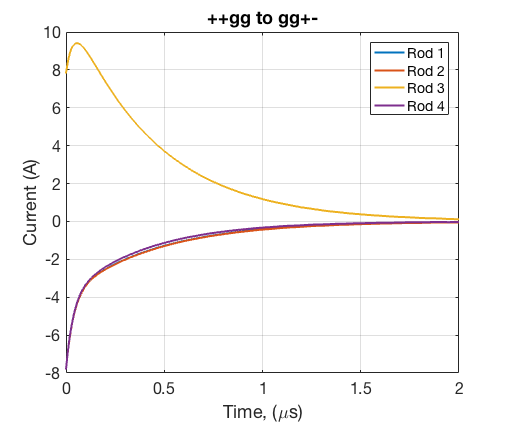 ++gg to gg+-
Current (A)
10
8
6
4
2
0
-2
-4
-6
-8
0
0.5
1
1.5
2
Time, (μs)
Rod 1
Rod 2
Rod 3
Rod 4